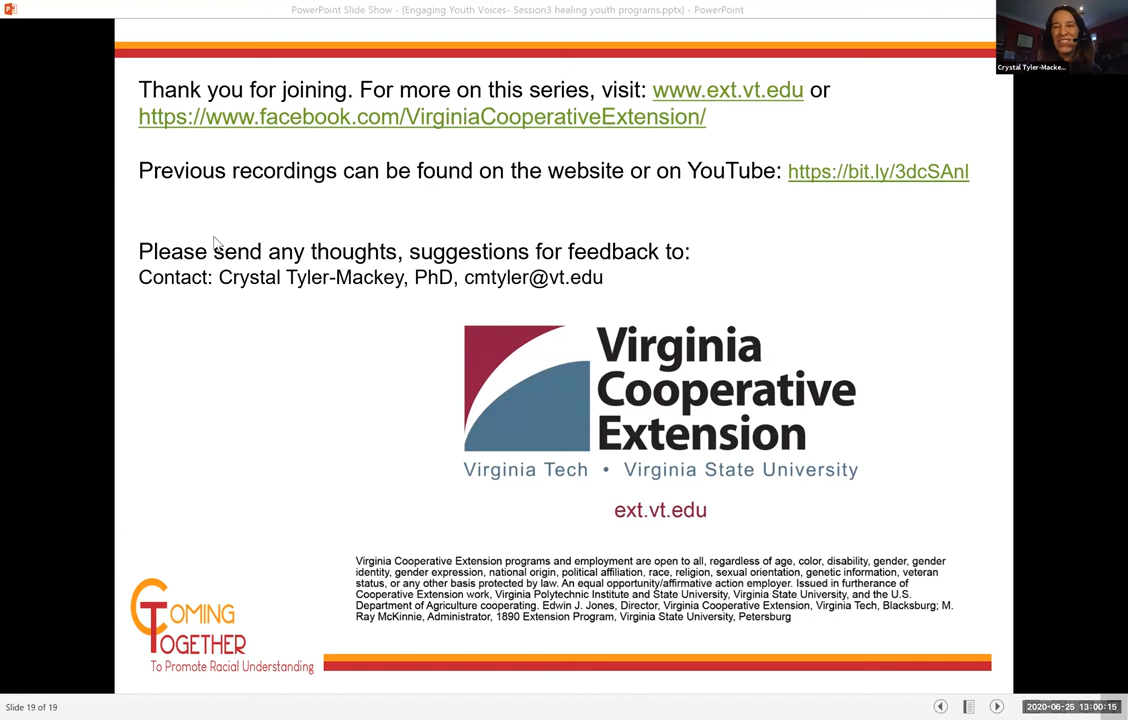 PowerPoint Slide Show - [Engaging Youth Voices- Session3 healing youth programs.pptx] - PowerPoint
Crystal Tyler-Macke...
Thank you for joining. For more on this series, visit: www.ext.vt.edu or
https://www.facebook.com/VirginiaCooperativeExtension/
Previous recordings can be found on the website or on YouTube: https://bit.ly/3dcSAnl
Please send any thoughts, suggestions for feedback to:
Contact: Crystal Tyler-Mackey, PhD, cmtyler@vt.edu
Virginia
Cooperative
Extension
Virginia Tech • Virginia State University
ext.vt.edu
Virginia Cooperative Extension programs and employment are open to all, regardless of age, color, disability, gender, gender
identity, gender expression, national origin, political affiliation, race, religion, sexual orientation, genetic information, veteran
status, or any other basis protected by law. An equal opportunity/affirmative action employer. Issued in furtherance of
Cooperative Extension work, Virginia Polytechnic Institute and State University, Virginia State University, and the U.S.
Department of Agriculture cooperating. Edwin J. Jones, Director, Virginia Cooperative Extension, Virginia Tech, Blacksburg; M.
Ray McKinnie, Administrator, 1890 Extension Program, Virginia State University, Petersburg
COMING
TOGETHER
To Promote Racial Understanding
Slide 19 of 19
2020-06-25 13:00:15